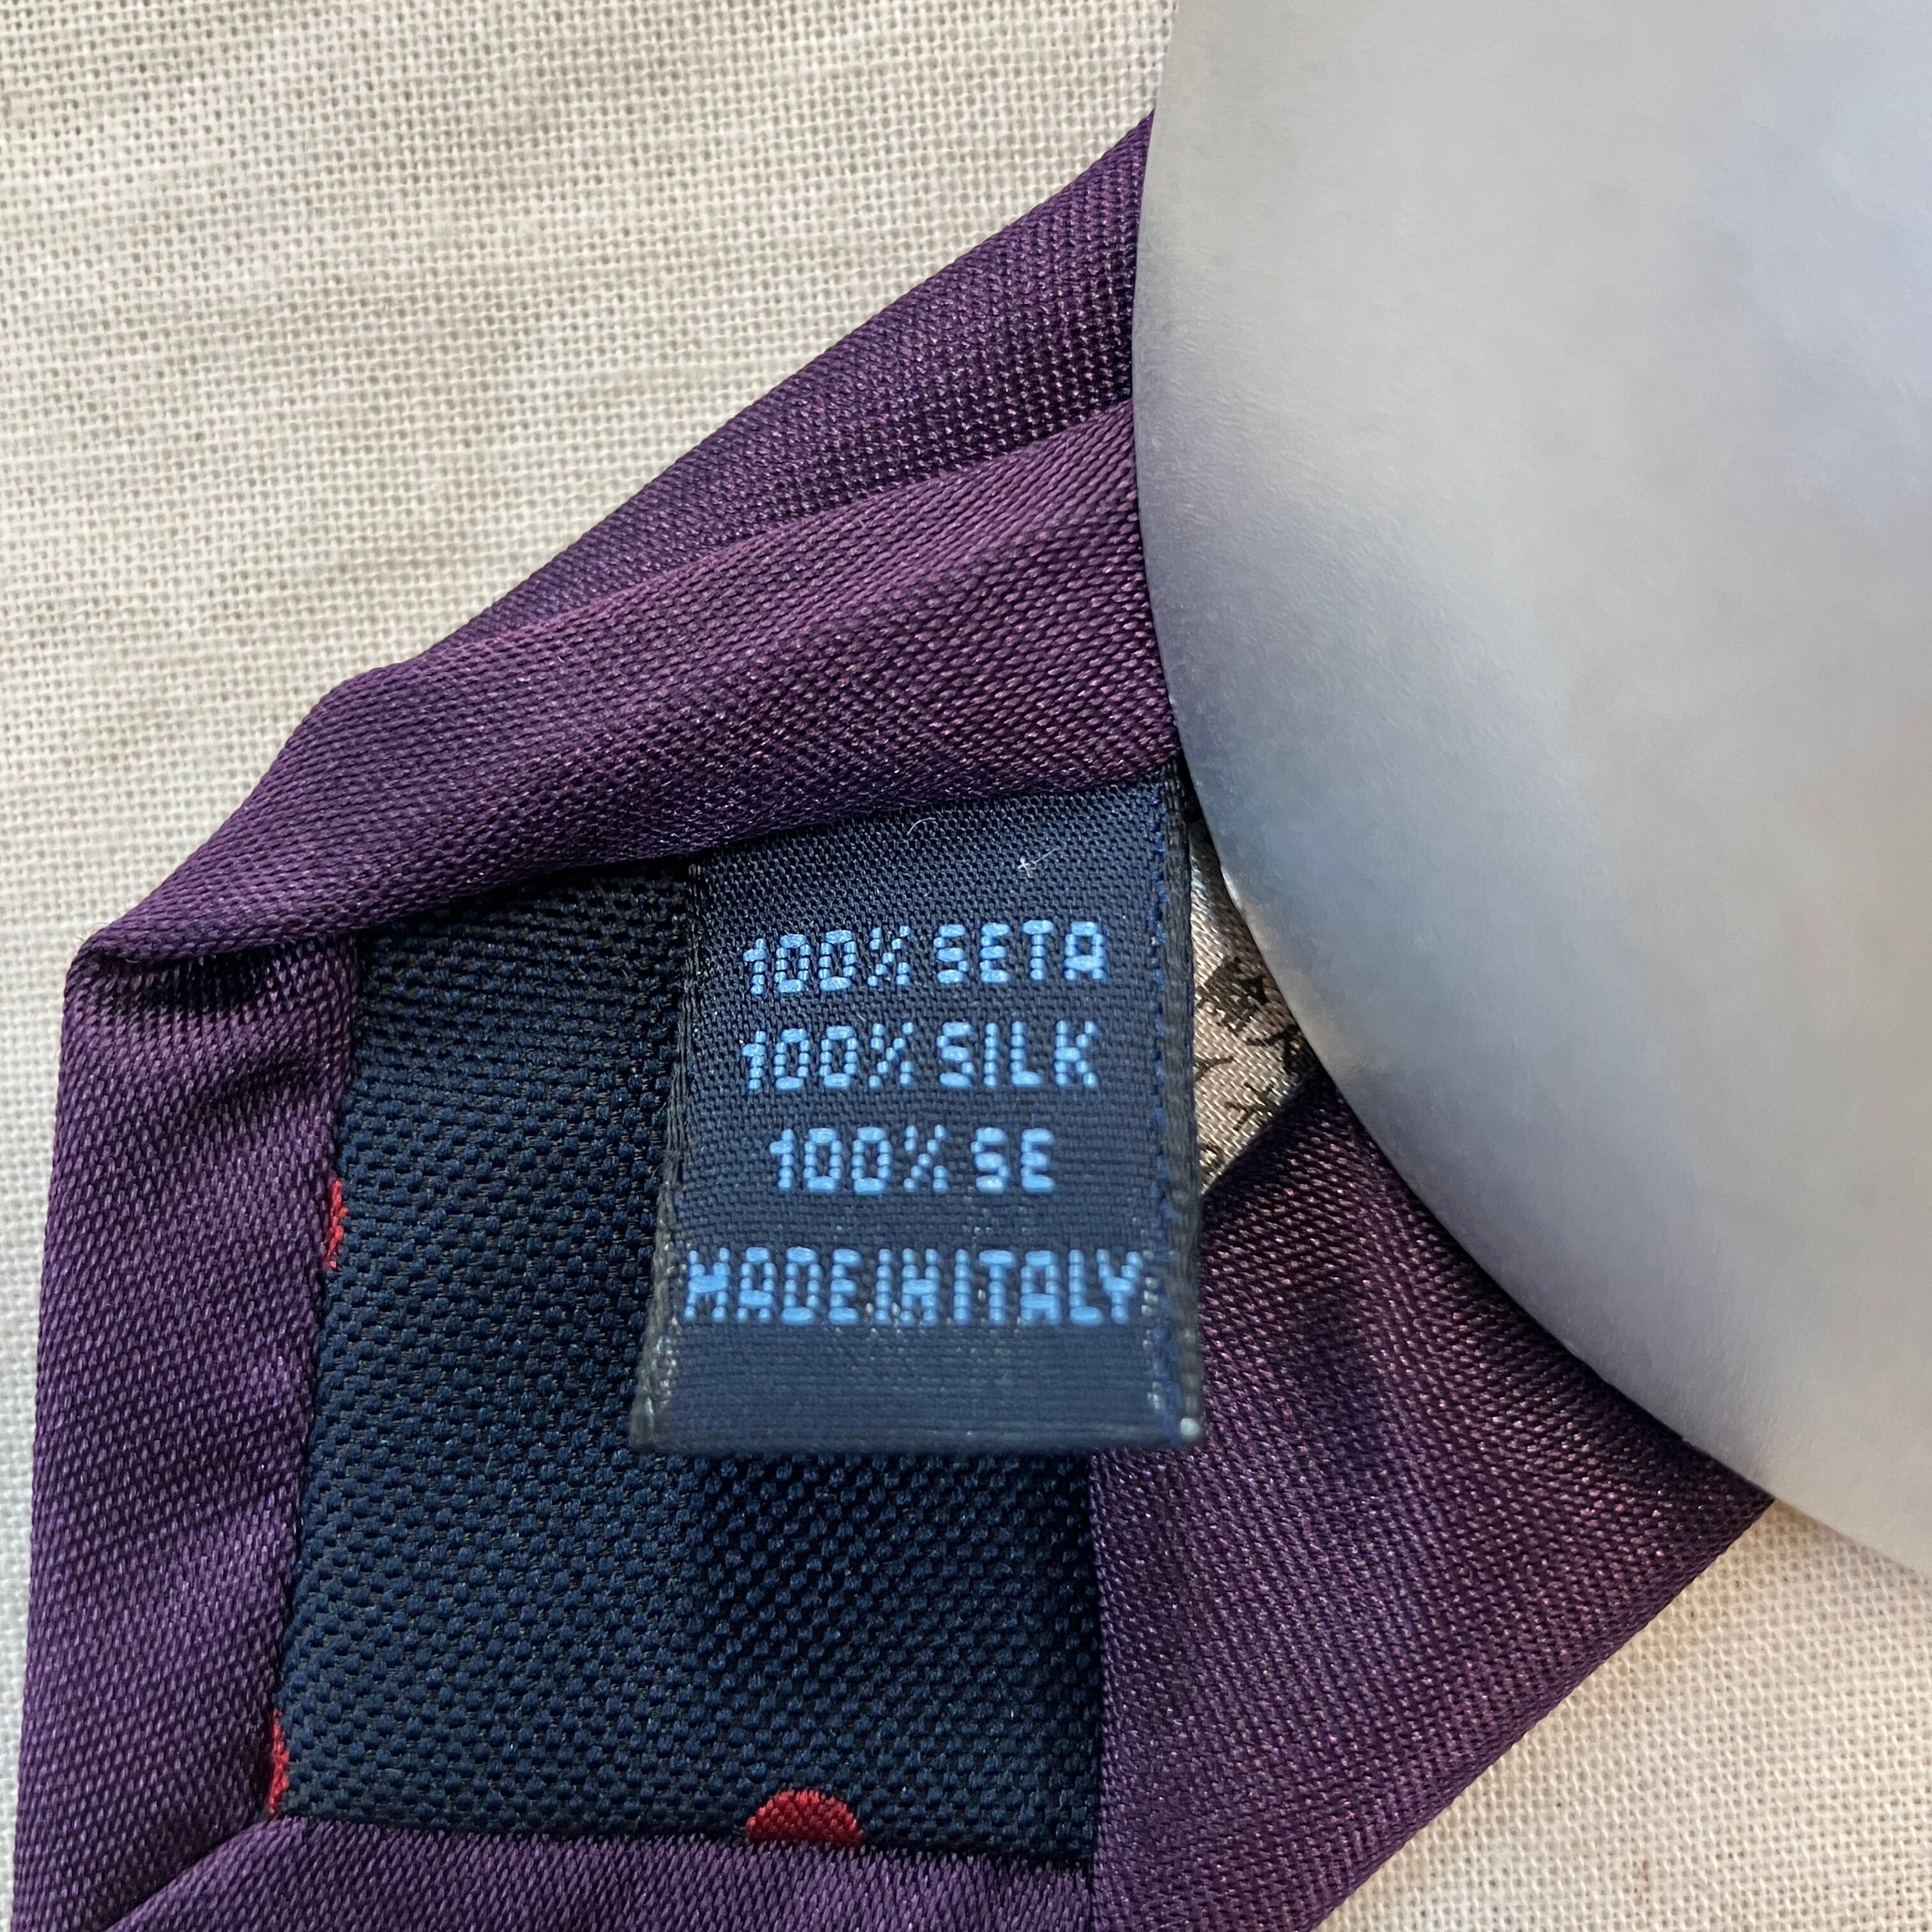 100% SETA
100% SILK
100% SE
MADE IN ITALY